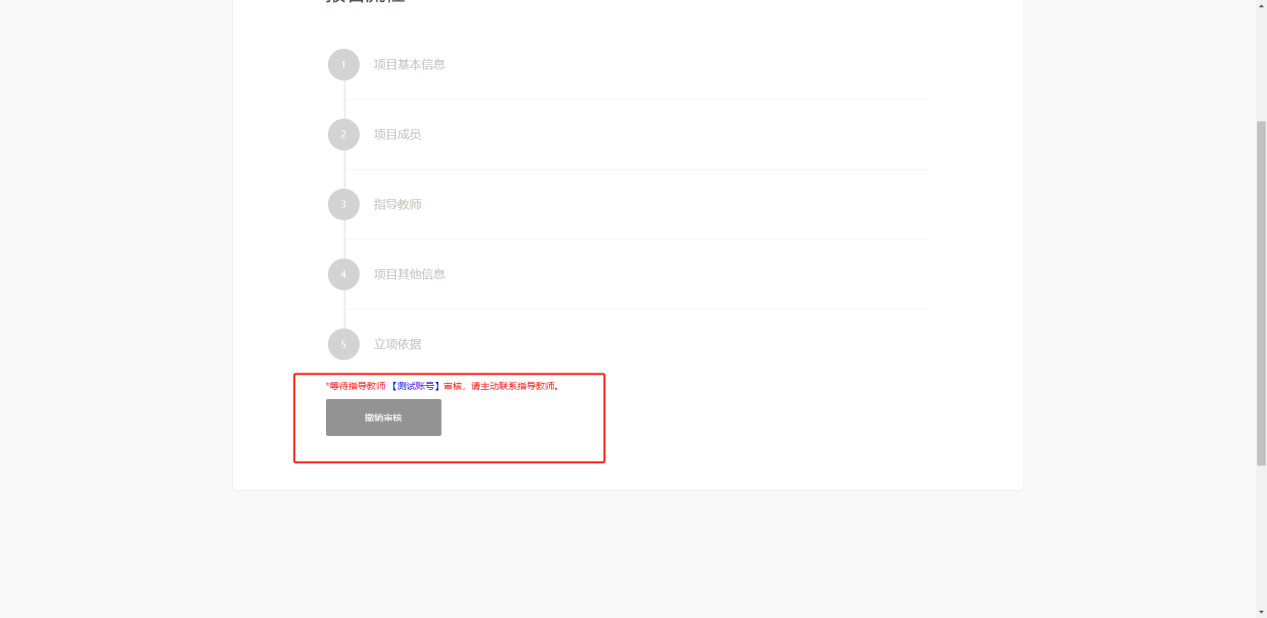 1
项目基本信息
2
项目成员
3
指导教师
4
项目其他信息
5
立项依据
*等待指导教师【测试账号】审核，请主动联系指导教师。
撤销审核